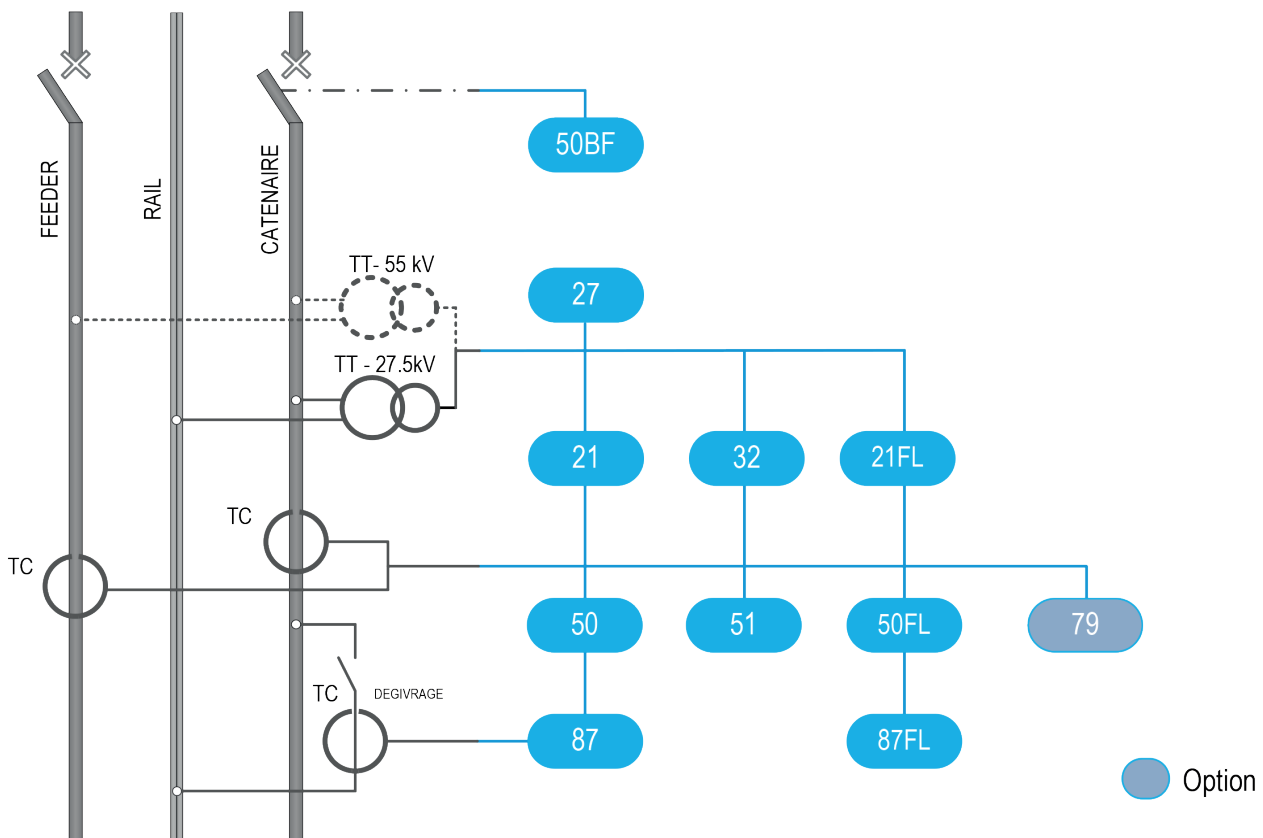 50BF
FEEDER
RAIL
CATENAIRE
TT- 55 kV
27
TT - 27.5kV
21
32
21FL
TC
TC
50
51
50FL
79
TC
DEGIVRAGE
87
87FL
Option